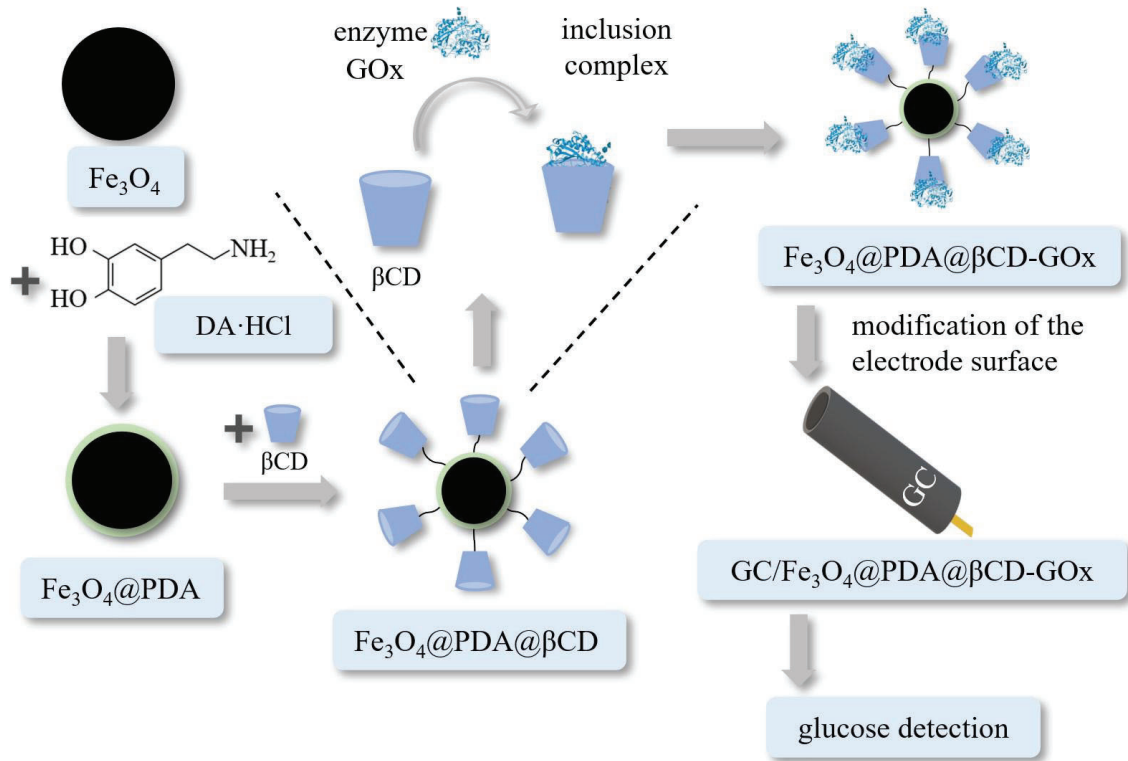 Fe₃O₄
+
HO
HO
NH₂
DA·HCl
Fe₃O₄@PDA
+
βCD
Fe₃O₄@PDA@βCD
βCD
enzyme
GOx
inclusion
complex
Fe₃O₄@PDA@βCD-GOx
modification of the
electrode surface
GC
GC/Fe₃O₄@PDA@βCD-GOx
glucose detection